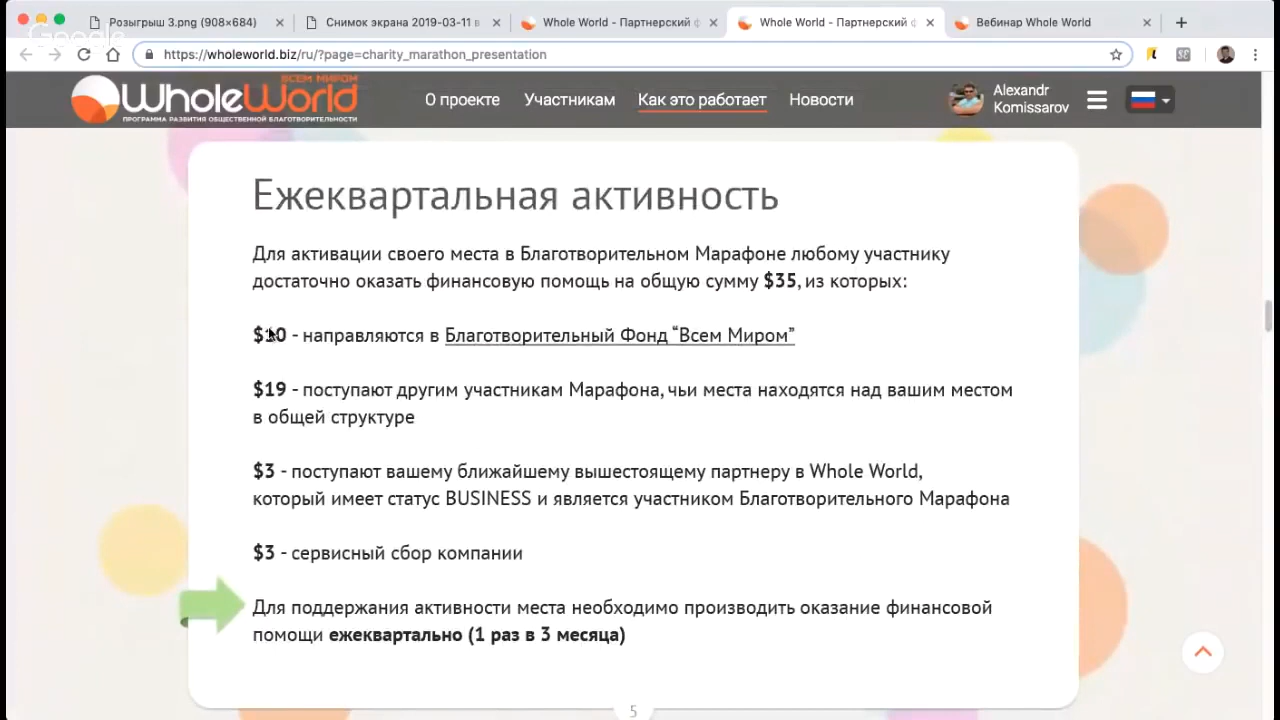 Розыгрыш 3.png (908×684)
Снимок экрана 2019-03-11 в
Whole World - Партнерский ф
Whole World - Партнерский ф
Вебинар Whole World
Google
https://wholeworld.biz/ru/?page=charity_marathon_presentation
ВСЕМ МИРОМ
WholeWorld
ПРОГРАММА РАЗВИТИЯ ОБЩЕСТВЕННОЙ БЛАГОТВОРИТЕЛЬНОСТИ
О проекте
Участникам
Как это работает
Новости
Alexandr
Komissarov
Ежеквартальная активность
Для активации своего места в Благотворительном Марафоне любому участнику
достаточно оказать финансовую помощь на общую сумму $35, из которых:
$10 - направляются в Благотворительный Фонд “Всем Миром”
$19 - поступают другим участникам Марафона, чьи места находятся над вашим местом
в общей структуре
$3 - поступают вашему ближайшему вышестоящему партнеру в Whole World,
который имеет статус BUSINESS и является участником Благотворительного Марафона
$3 - сервисный сбор компании
Для поддержания активности места необходимо производить оказание финансовой
помощи ежеквартально (1 раз в 3 месяца)
5